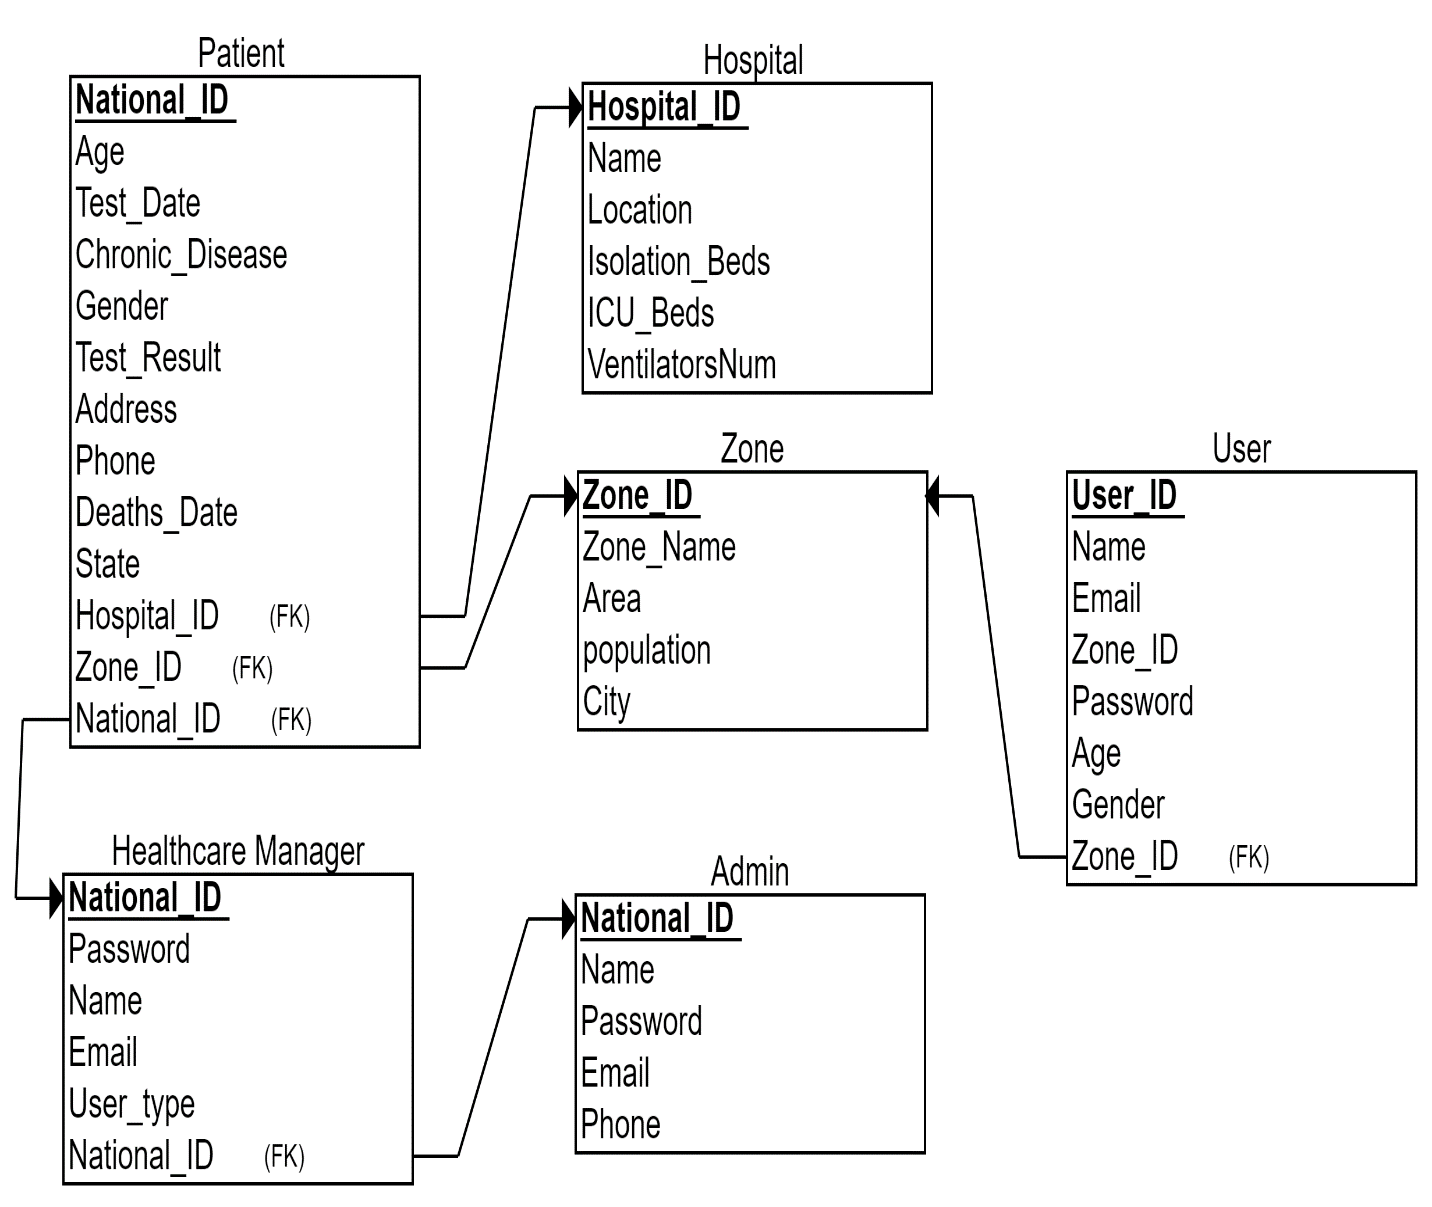 Patient
National_ID
Age
Test_Date
Chronic_Disease
Gender
Test_Result
Address
Phone
Deaths_Date
State
Hospital_ID (FK)
Zone_ID (FK)
National_ID (FK)
Hospital
Hospital_ID
Name
Location
Isolation_Beds
ICU_Beds
VentilatorsNum
Zone
Zone_ID
Zone_Name
Area
population
City
User
User_ID
Name
Email
Zone_ID
Password
Age
Gender
Zone_ID (FK)
Healthcare Manager
National_ID
Password
Name
Email
User_type
National_ID (FK)
Admin
National_ID
Name
Password
Email
Phone